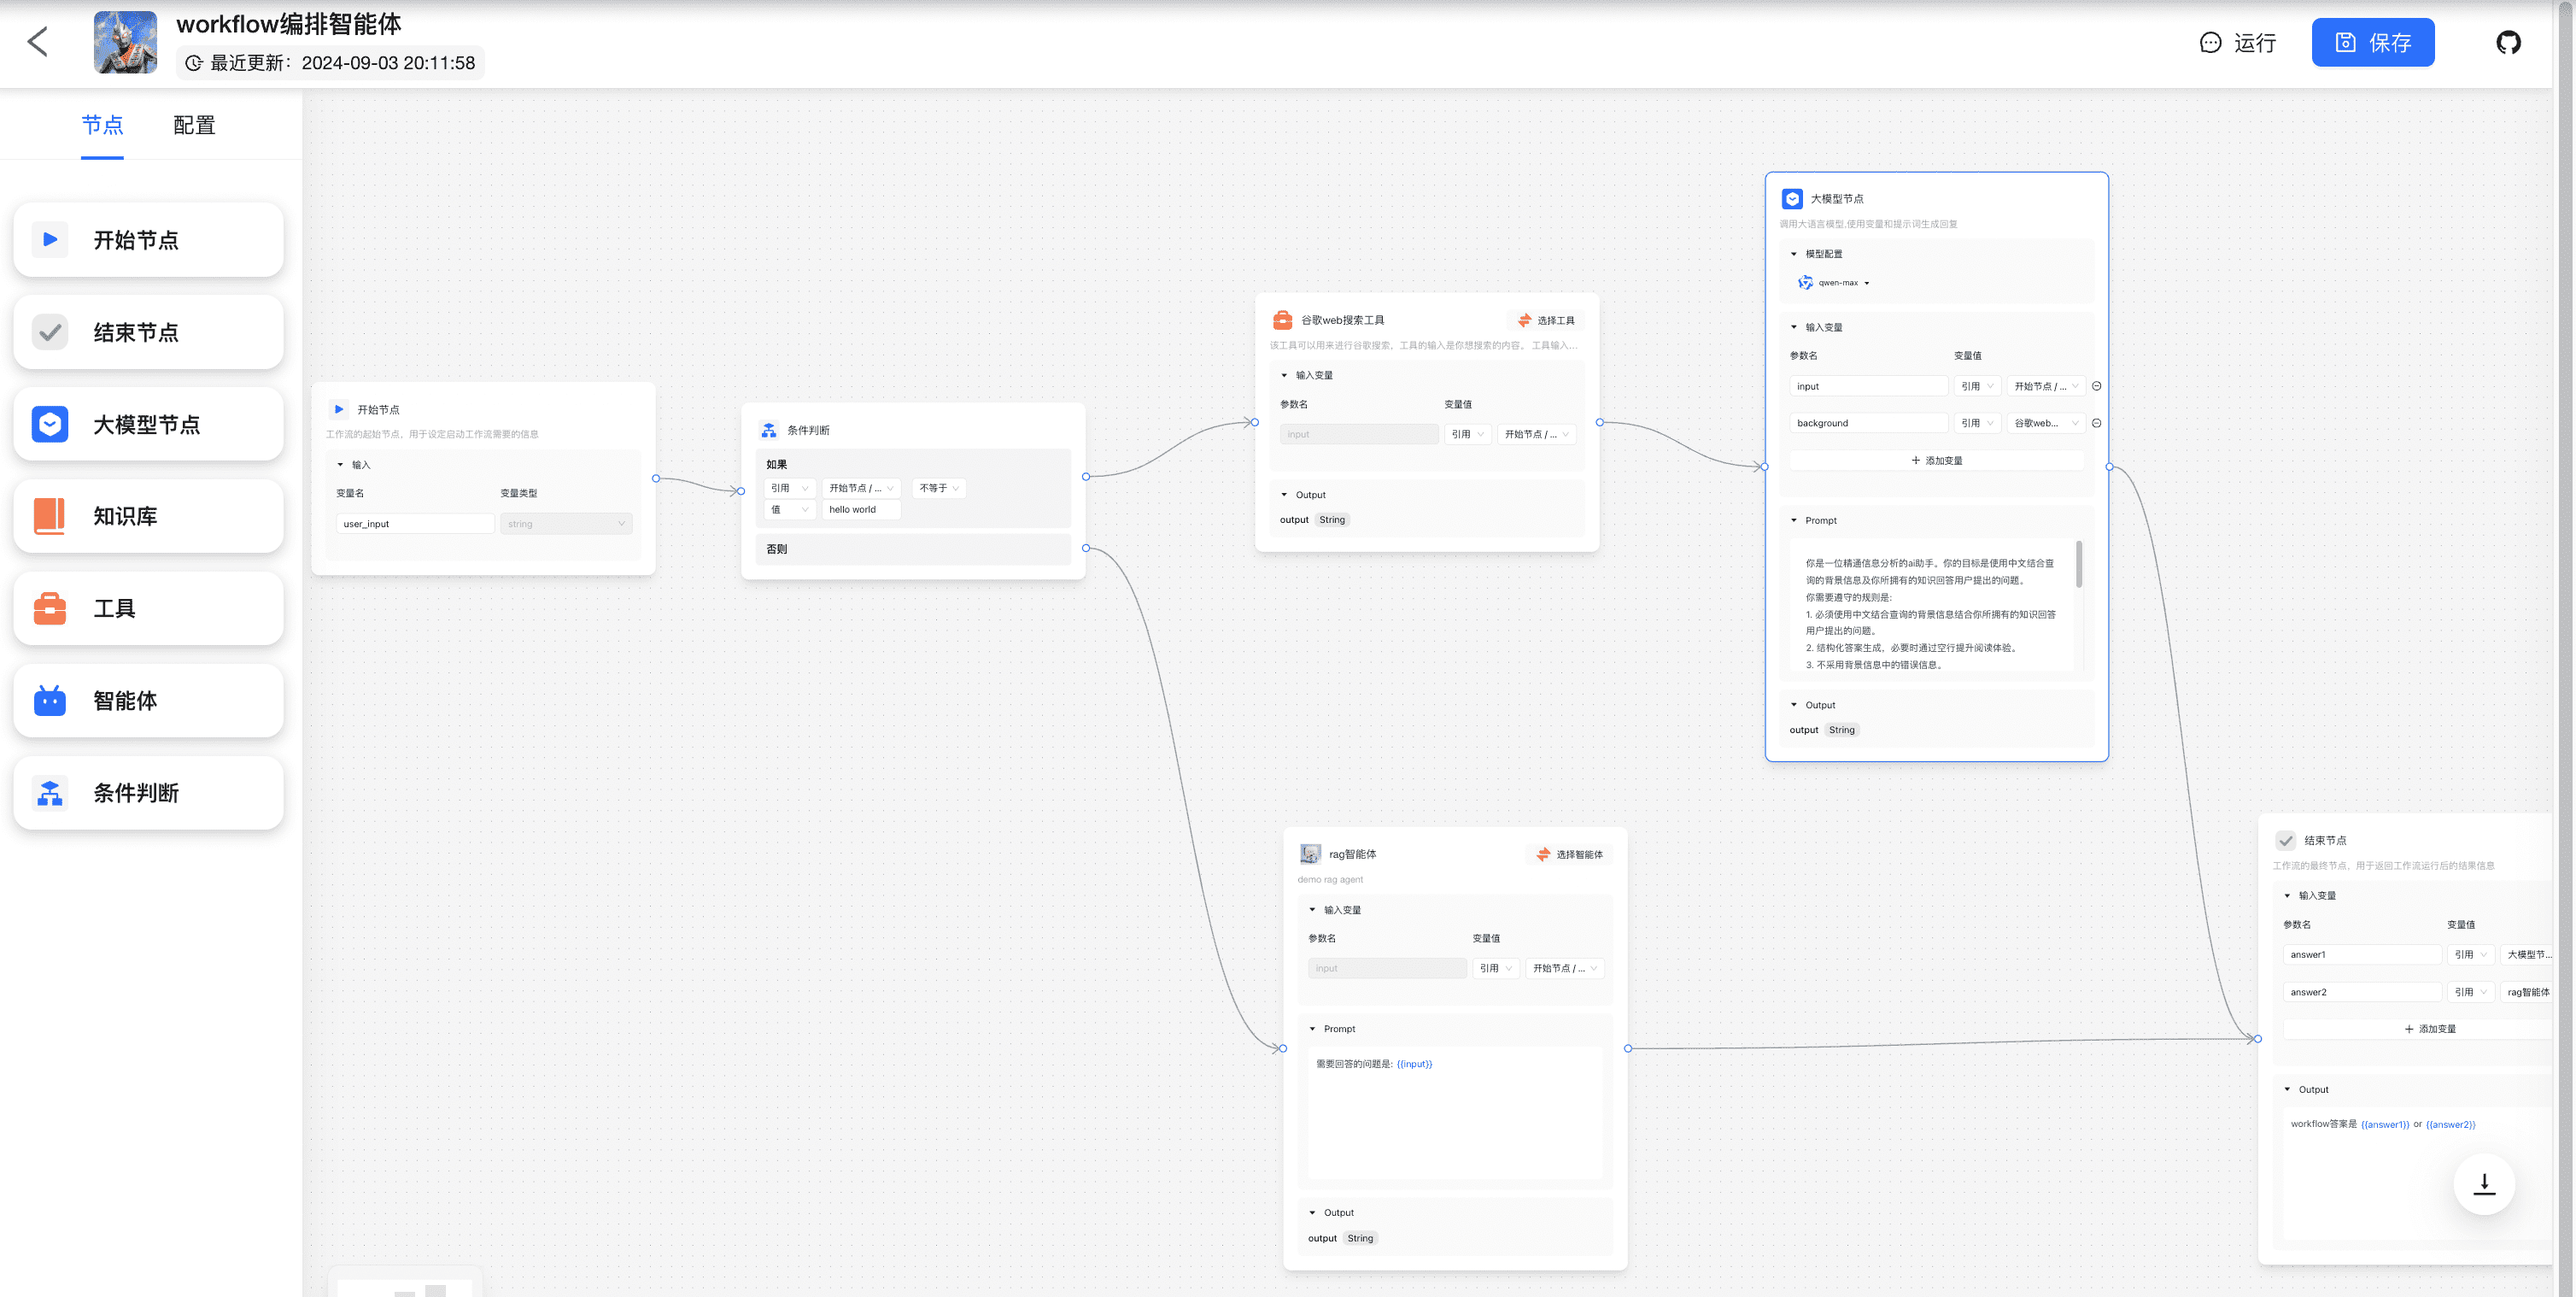 workflow编排智能体
最近更新：2024-09-03 20:11:58
运行
保存
节点 配置
开始节点
结束节点
大模型节点
知识库
工具
智能体
条件判断
开始节点
工作流的起始节点，用于设定启动工作流需要的信息
输入
变量名 变量类型
user_input string
条件判断
如果
引用 开始节点 / ... 不等于
值 hello world
否则
谷歌web搜索工具 选择工具
该工具可以用来进行谷歌搜索。工具的输入是你想搜索的内容。 工具输入...
输入变量
参数名 变量值
input 引用 开始节点 / ...
Output
output String
大模型节点
调用大语言模型,使用变量和提示词生成回复
模型配置
qwen-max
输入变量
参数名 变量值
input 引用 开始节点 / ...
background 引用 谷歌web...
+ 添加变量
Prompt
你是一位精通信息分析的ai助手。你的目标是使用中文结合查
询的背景信息及你所拥有的知识回答用户提出的问题。
你需要遵守的规则是:
1. 必须使用中文结合查询的背景信息结合你所拥有的知识回答
用户提出的问题。
2. 结构化答案生成，必要时通过空行提升阅读体验。
3. 不采用背景信息中的错误信息。
Output
output String
rag智能体 选择智能体
demo rag agent
输入变量
参数名 变量值
input 引用 开始节点 / ...
Prompt
需要回答的问题是: {{input}}
Output
output String
结束节点
工作流的最终节点，用于返回工作流运行后的结果信息
输入变量
参数名 变量值
answer1 引用 大模型节...
answer2 引用 rag智能体
+ 添加变量
Output
workflow答案是 {{answer1}} or {{answer2}}